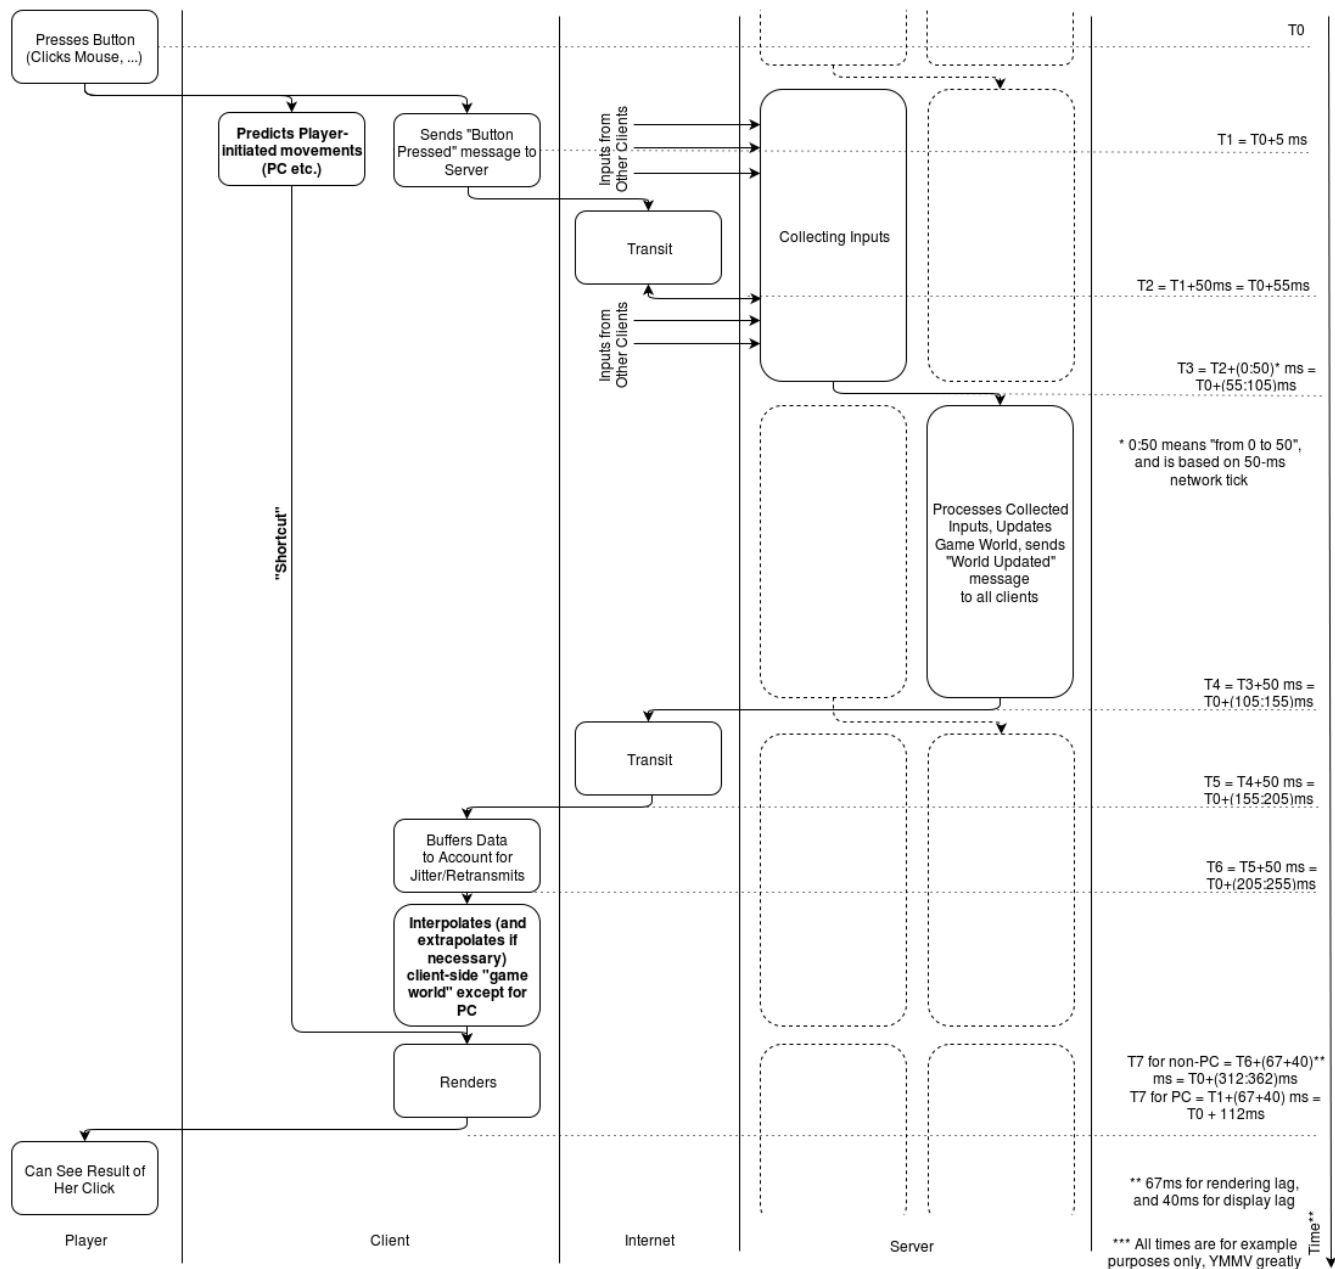 Presses Button
(Clicks Mouse, ...)
T0
Predicts Player-
initiated movements
(PC etc.)
Sends "Button
Pressed" message to
Server
Inputs from
Other Clients
T1 = T0+5 ms
Transit
Collecting Inputs
T2 = T1+50ms = T0+55ms
Inputs from
Other Clients
T3 = T2+(0:50)* ms =
T0+(55:105)ms
* 0:50 means "from 0 to 50",
and is based on 50-ms
network tick
"Shortcut"
Processes Collected
Inputs, Updates
Game World, sends
"World Updated"
message
to all clients
T4 = T3+50 ms =
T0+(105:155)ms
Transit
T5 = T4+50 ms =
T0+(155:205)ms
Buffers Data
to Account for
Jitter/Retransmits
T6 = T5+50 ms =
T0+(205:255)ms
Interpolates (and
extrapolates if
necessary)
client-side "game
world" except for
PC
Renders
T7 for non-PC = T6+(67+40)**
ms = T0+(312:362)ms
T7 for PC = T1+(67+40) ms =
T0 + 112ms
Can See Result of
Her Click
** 67ms for rendering lag,
and 40ms for display lag
Time**
*** All times are for example
purposes only, YMMV greatly
Player
Client
Internet
Server